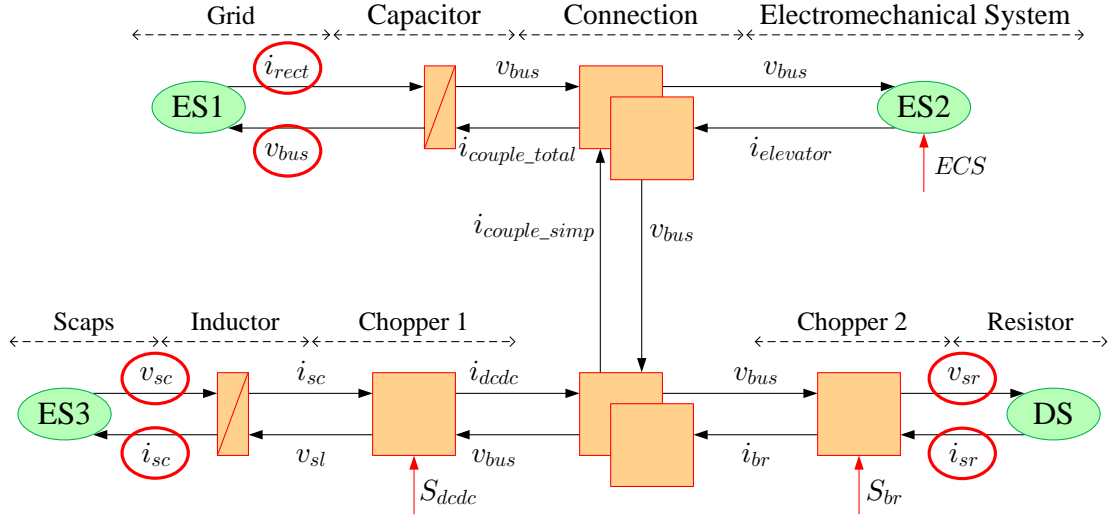 Grid Capacitor Connection Electromechanical System
i_rect v_bus v_bus
ES1 ES2
v_bus i_couple_total i_elevator
ECS
i_couple_simp v_bus
Scaps Inductor Chopper 1 Chopper 2 Resistor
v_sc i_sc i_dcdc v_bus v_sr
ES3 DS
i_sc v_sl v_bus i_br i_sr
S_dcdc S_br